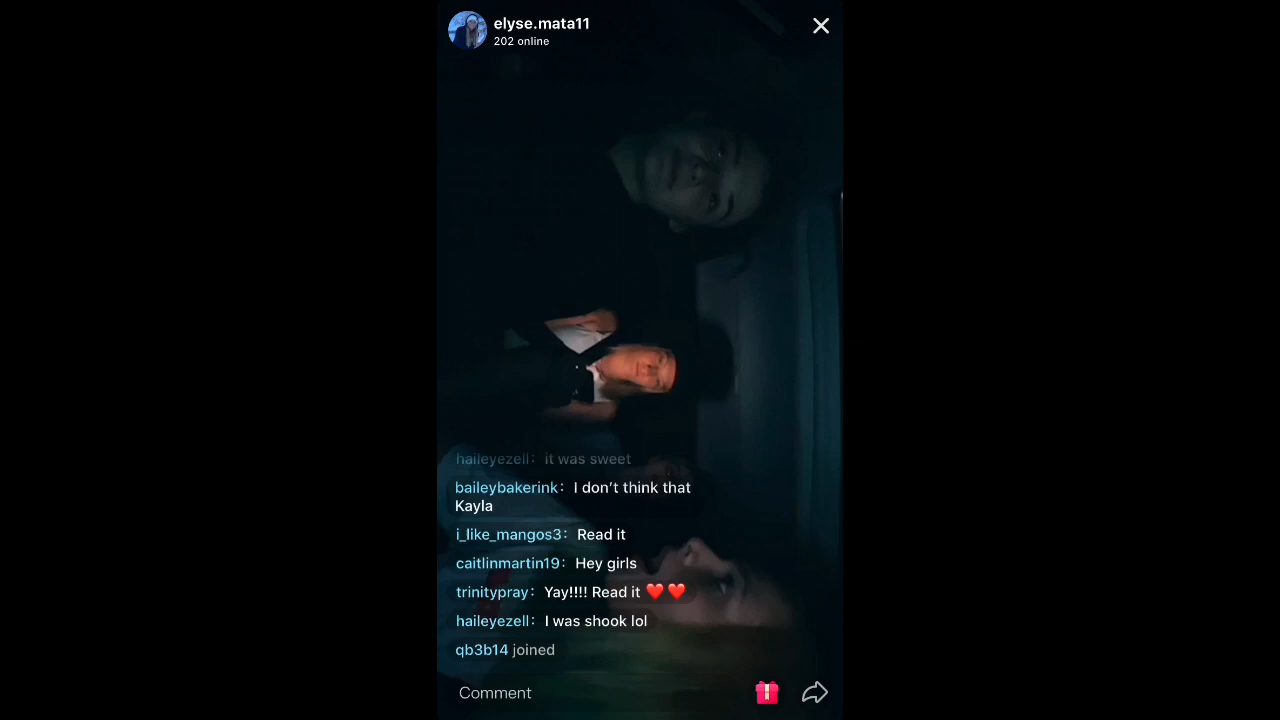 elyse.mata11
202 online
haileyezell: it was sweet
baileybakerink: I don't think that
Kayla
i_like_mangos3: Read it
caitlinmartin19: Hey girls
trinitypray: Yay!!!! Read it ❤️ ❤️
haileyezell: I was shook lol
qb3b14 joined
Comment